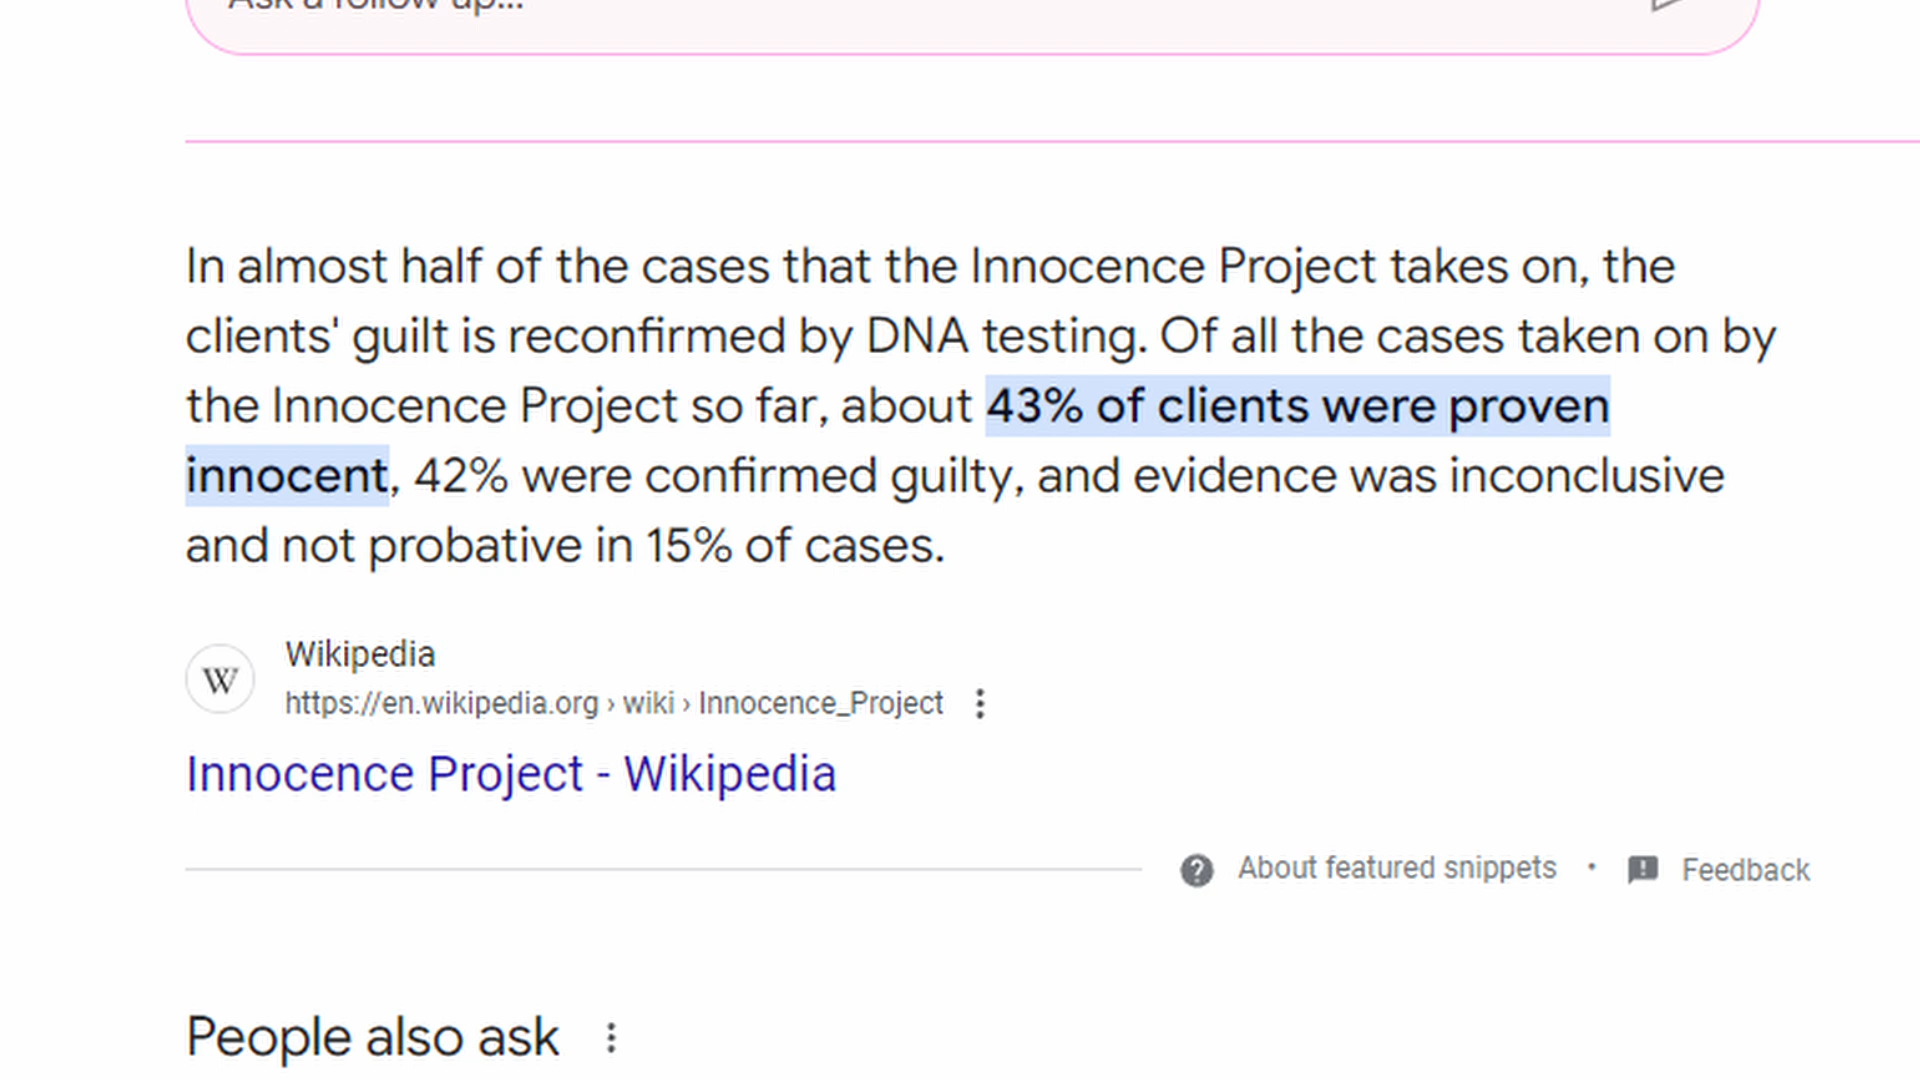 Ask a follow up...
In almost half of the cases that the Innocence Project takes on, the
clients' guilt is reconfirmed by DNA testing. Of all the cases taken on by
the Innocence Project so far, about 43% of clients were proven
innocent, 42% were confirmed guilty, and evidence was inconclusive
and not probative in 15% of cases.
W
Wikipedia
https://en.wikipedia.org › wiki › Innocence_Project
Innocence Project - Wikipedia
About featured snippets • Feedback
People also ask